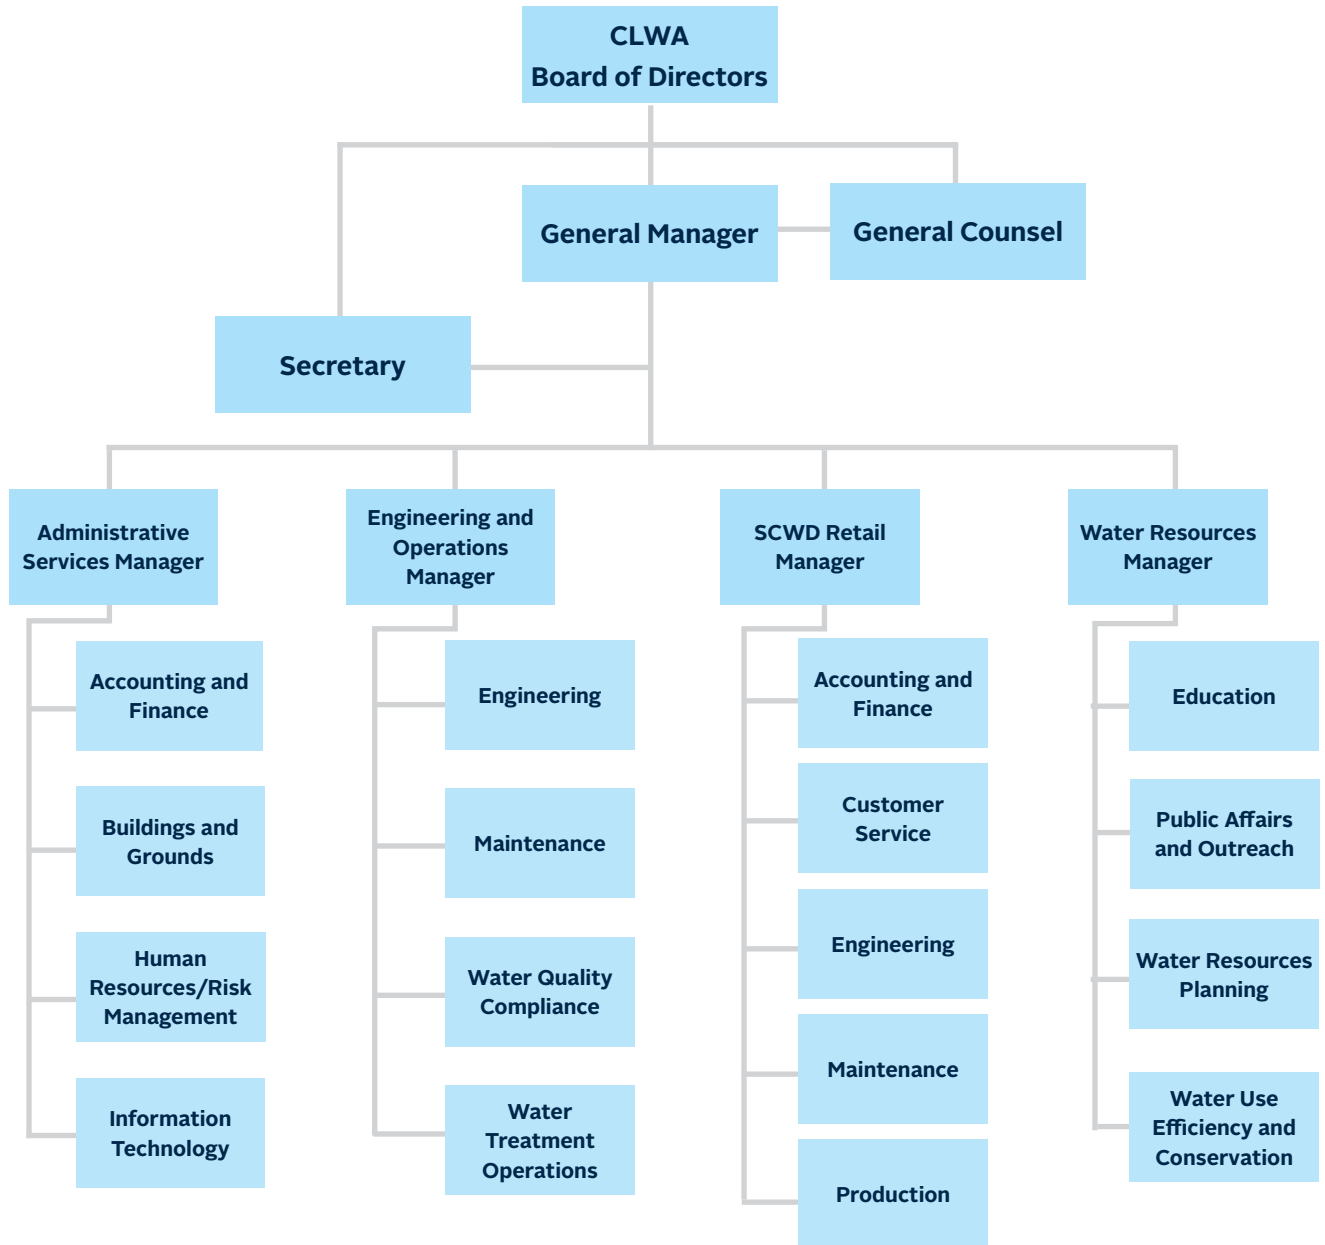 CLWA
Board of Directors
General Manager
General Counsel
Secretary
Administrative
Services Manager
Engineering and
Operations
Manager
SCWD Retail
Manager
Water Resources
Manager
Accounting and
Finance
Buildings and
Grounds
Human
Resources/Risk
Management
Information
Technology
Engineering
Maintenance
Water Quality
Compliance
Water
Treatment
Operations
Accounting and
Finance
Customer
Service
Engineering
Maintenance
Production
Education
Public Affairs
and Outreach
Water Resources
Planning
Water Use
Efficiency and
Conservation